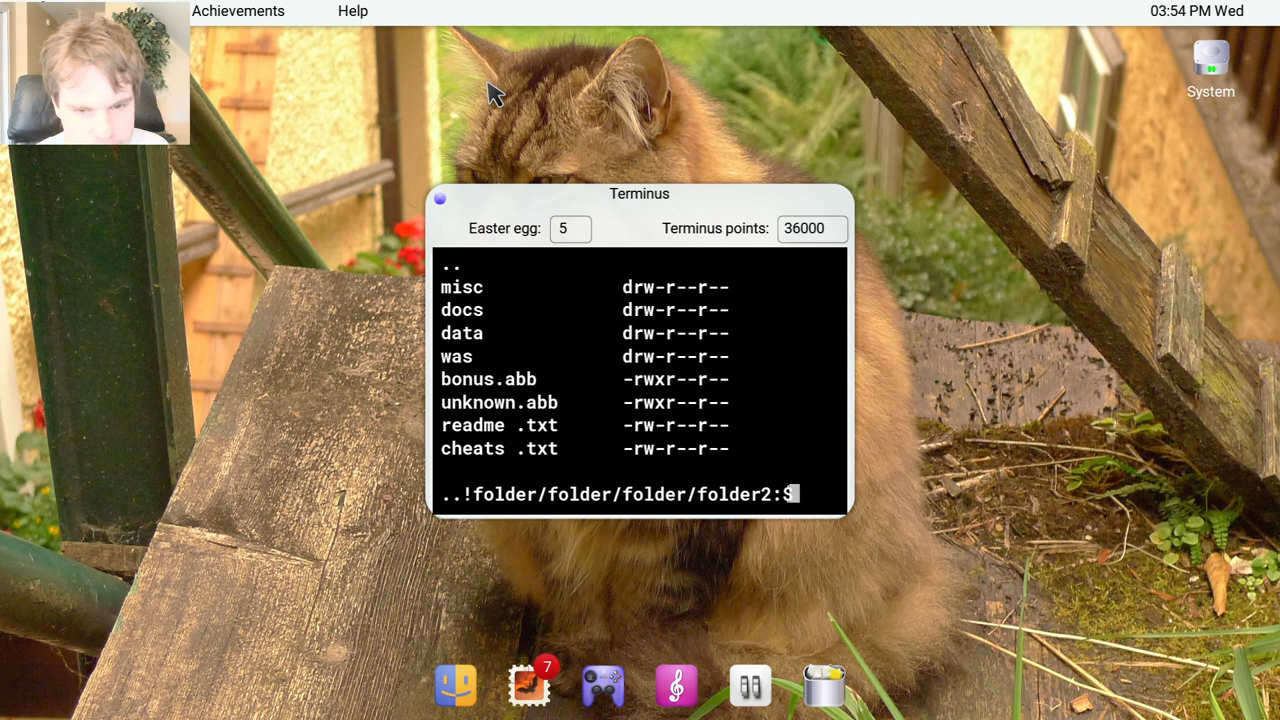 Achievements Help 03:54 PM Wed
System
Terminus
Easter egg: 5 Terminus points: 36000
..
misc drw-r--r--
docs drw-r--r--
data drw-r--r--
was drw-r--r--
bonus.abb -rwxr--r--
unknown.abb -rwxr--r--
readme .txt -rw-r--r--
cheats .txt -rw-r--r--
..!folder/folder/folder/folder2:$
7